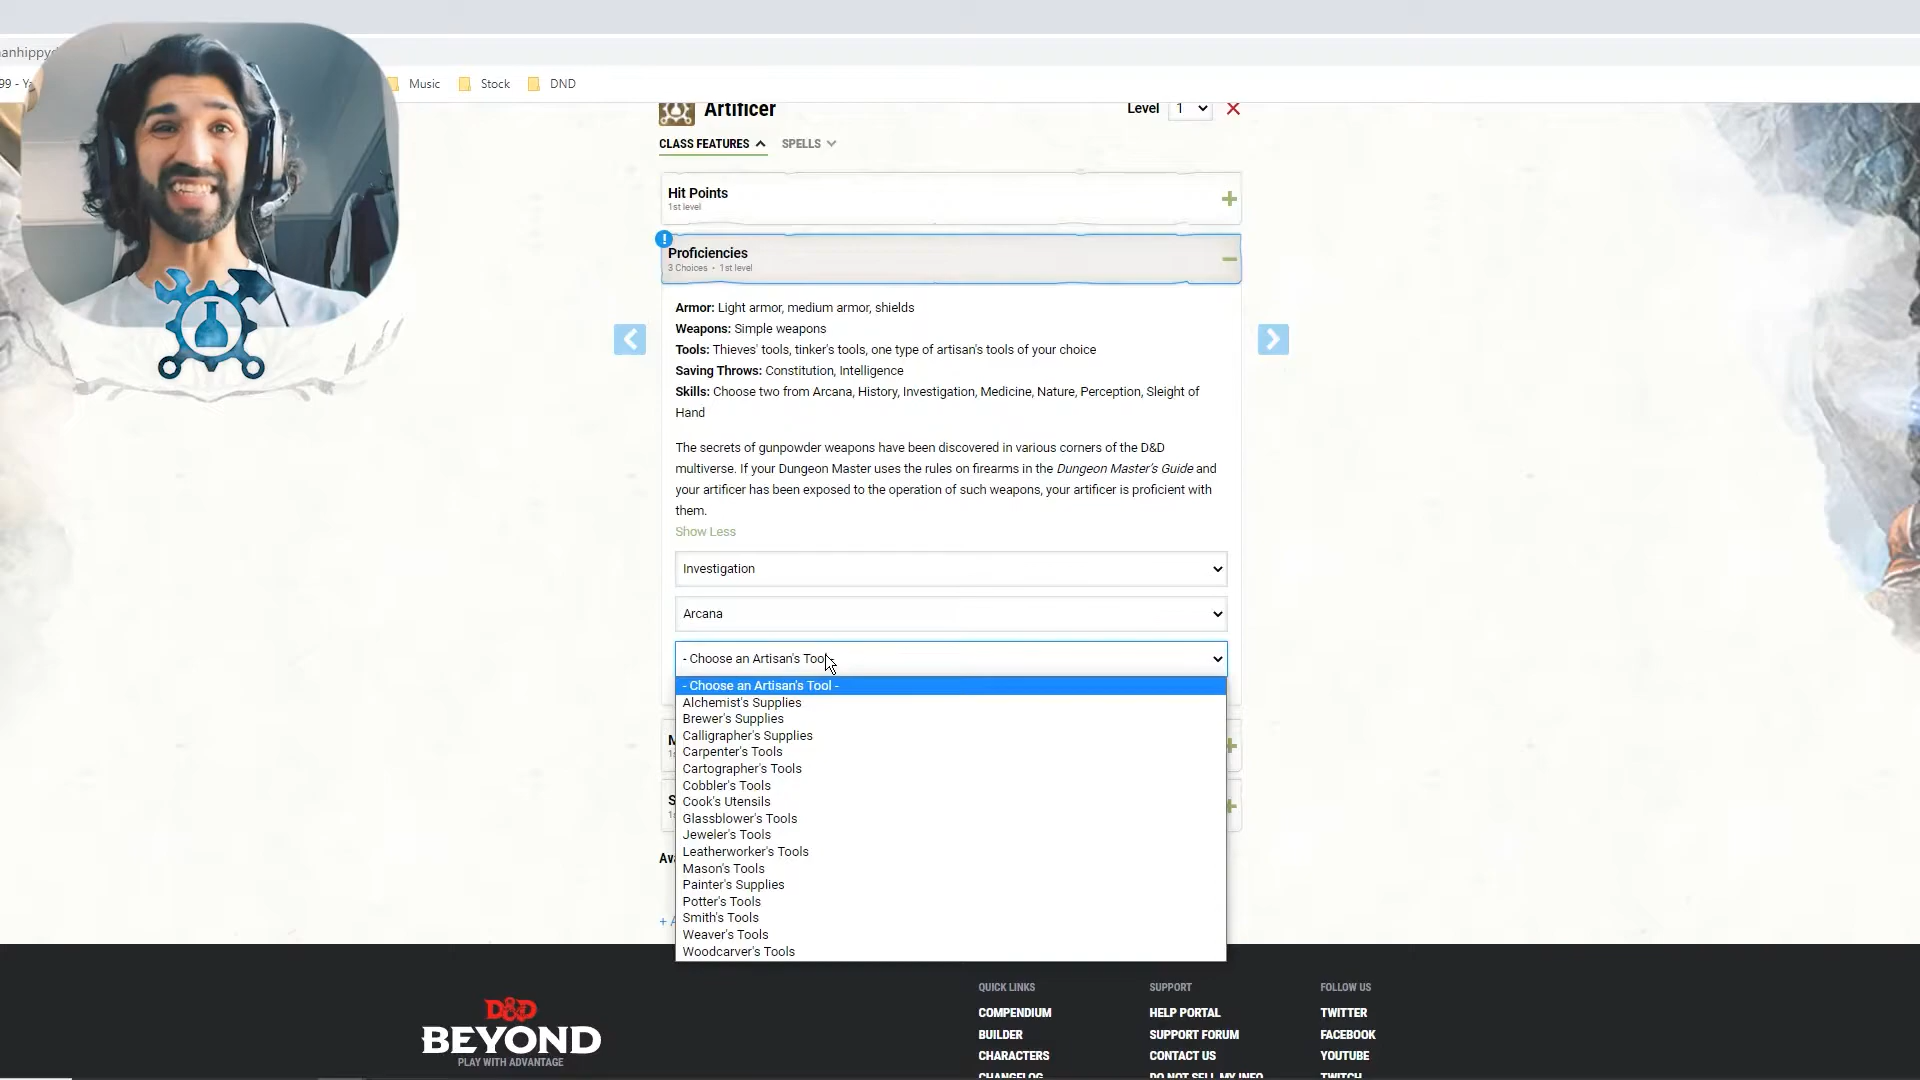 anhippy
99 - Y
Music
Stock
DND
Artificer
Level 1
CLASS FEATURES
SPELLS
Hit Points
1st level
!
Proficiencies
3 Choices • 1st level
Armor: Light armor, medium armor, shields
Weapons: Simple weapons
Tools: Thieves' tools, tinker's tools, one type of artisan's tools of your choice
Saving Throws: Constitution, Intelligence
Skills: Choose two from Arcana, History, Investigation, Medicine, Nature, Perception, Sleight of
Hand
The secrets of gunpowder weapons have been discovered in various corners of the D&D
multiverse. If your Dungeon Master uses the rules on firearms in the Dungeon Master's Guide and
your artificer has been exposed to the operation of such weapons, your artificer is proficient with
them.
Show Less
Investigation
Arcana
- Choose an Artisan's Tool
- Choose an Artisan's Tool -
Alchemist's Supplies
Brewer's Supplies
Calligrapher's Supplies
Carpenter's Tools
Cartographer's Tools
Cobbler's Tools
Cook's Utensils
Glassblower's Tools
Jeweler's Tools
Leatherworker's Tools
Mason's Tools
Painter's Supplies
Potter's Tools
Smith's Tools
Weaver's Tools
Woodcarver's Tools
D&D
BEYOND
PLAY WITH ADVANTAGE
QUICK LINKS
COMPENDIUM
BUILDER
CHARACTERS
CHANGELOG
SUPPORT
HELP PORTAL
SUPPORT FORUM
CONTACT US
DO NOT SELL MY INFO
FOLLOW US
TWITTER
FACEBOOK
YOUTUBE
TWITCH